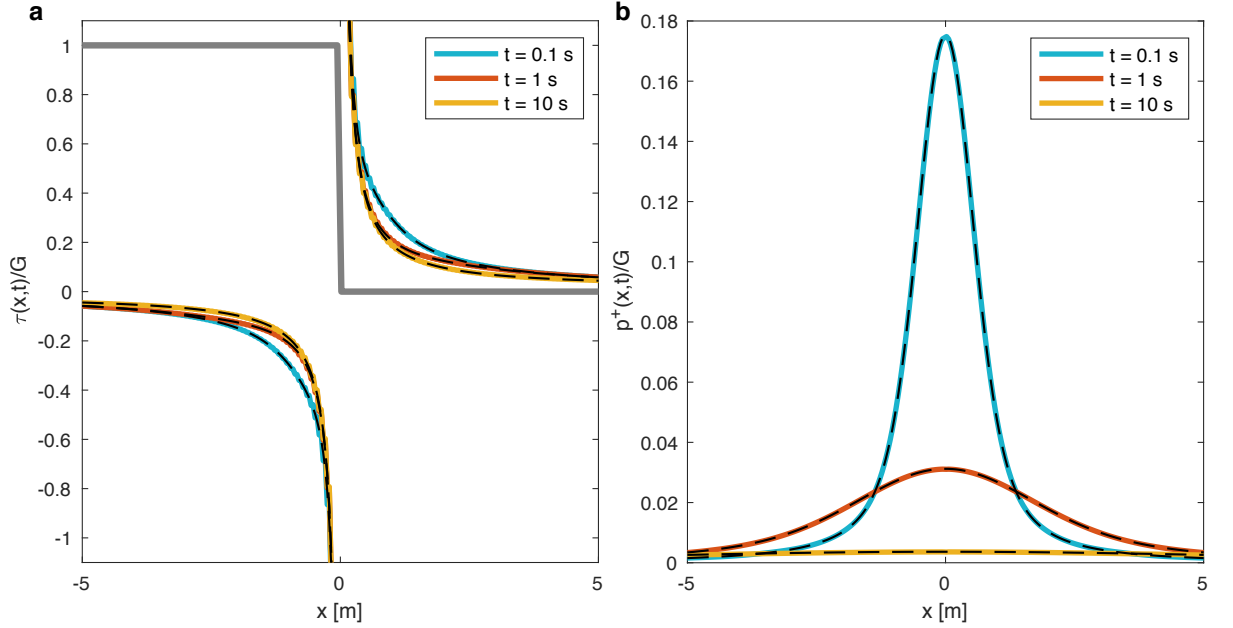 a
τ(x,t)/G
1
0.8
0.6
0.4
0.2
0
-0.2
-0.4
-0.6
-0.8
-1
t = 0.1 s
t = 1 s
t = 10 s
-5
0
5
x [m]
b
p⁺(x,t)/G
0.18
0.16
0.14
0.12
0.1
0.08
0.06
0.04
0.02
0
t = 0.1 s
t = 1 s
t = 10 s
-5
0
5
x [m]